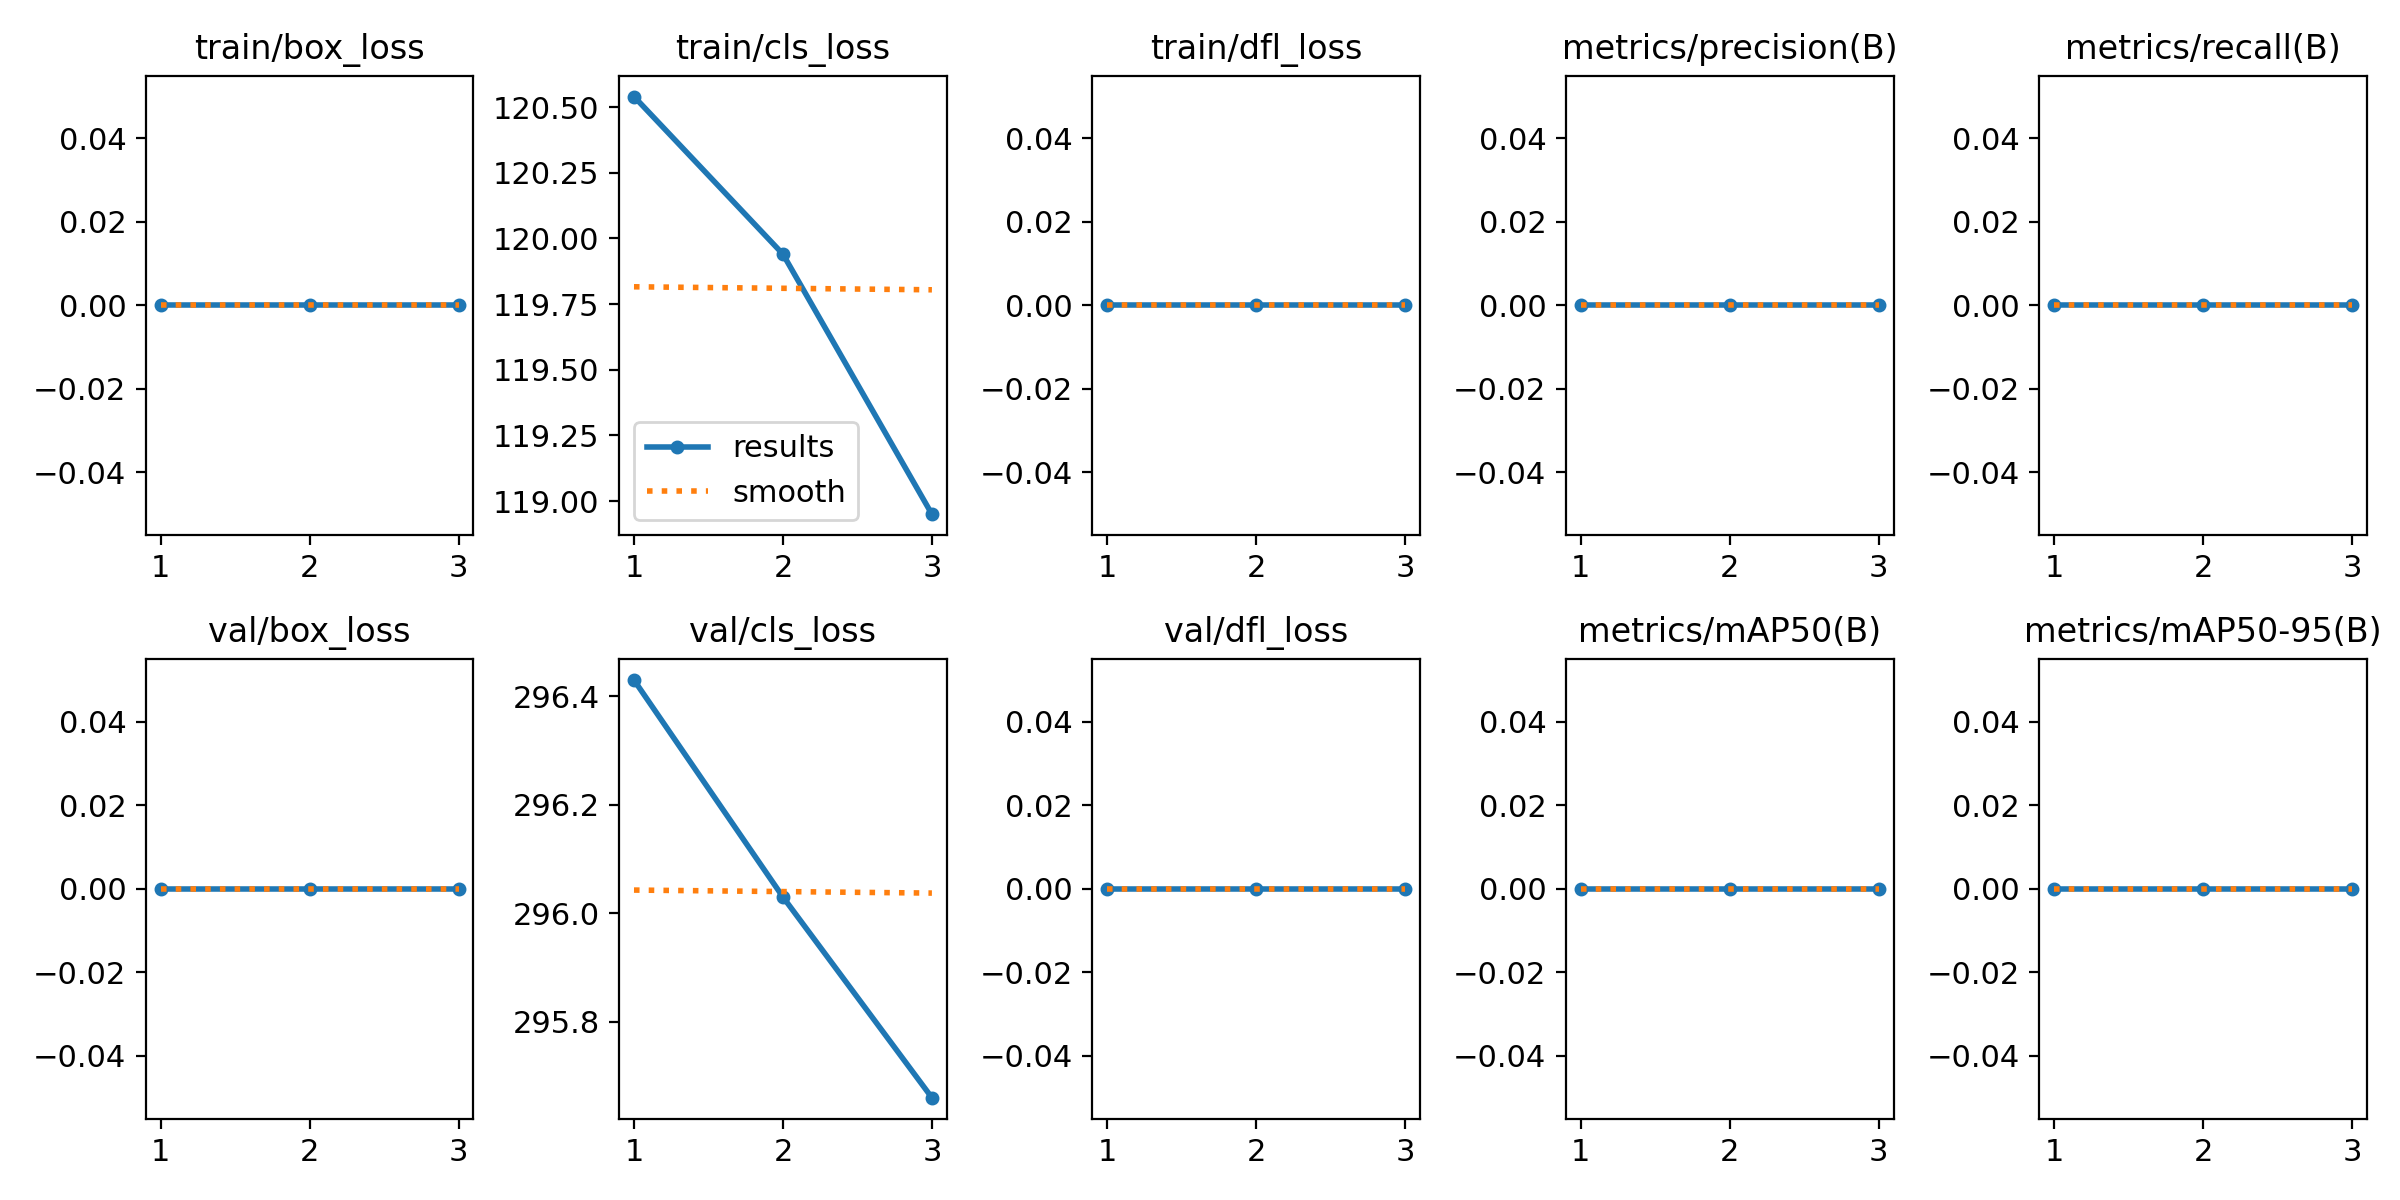 train/box_loss
0.04
0.02
0.00
−0.02
−0.04
1 2 3
train/cls_loss
120.50
120.25
120.00
119.75
119.50
119.25
119.00
results
smooth
1 2 3
train/dfl_loss
0.04
0.02
0.00
−0.02
−0.04
1 2 3
metrics/precision(B)
0.04
0.02
0.00
−0.02
−0.04
1 2 3
metrics/recall(B)
0.04
0.02
0.00
−0.02
−0.04
1 2 3
val/box_loss
0.04
0.02
0.00
−0.02
−0.04
1 2 3
val/cls_loss
296.4
296.2
296.0
295.8
1 2 3
val/dfl_loss
0.04
0.02
0.00
−0.02
−0.04
1 2 3
metrics/mAP50(B)
0.04
0.02
0.00
−0.02
−0.04
1 2 3
metrics/mAP50-95(B)
0.04
0.02
0.00
−0.02
−0.04
1 2 3